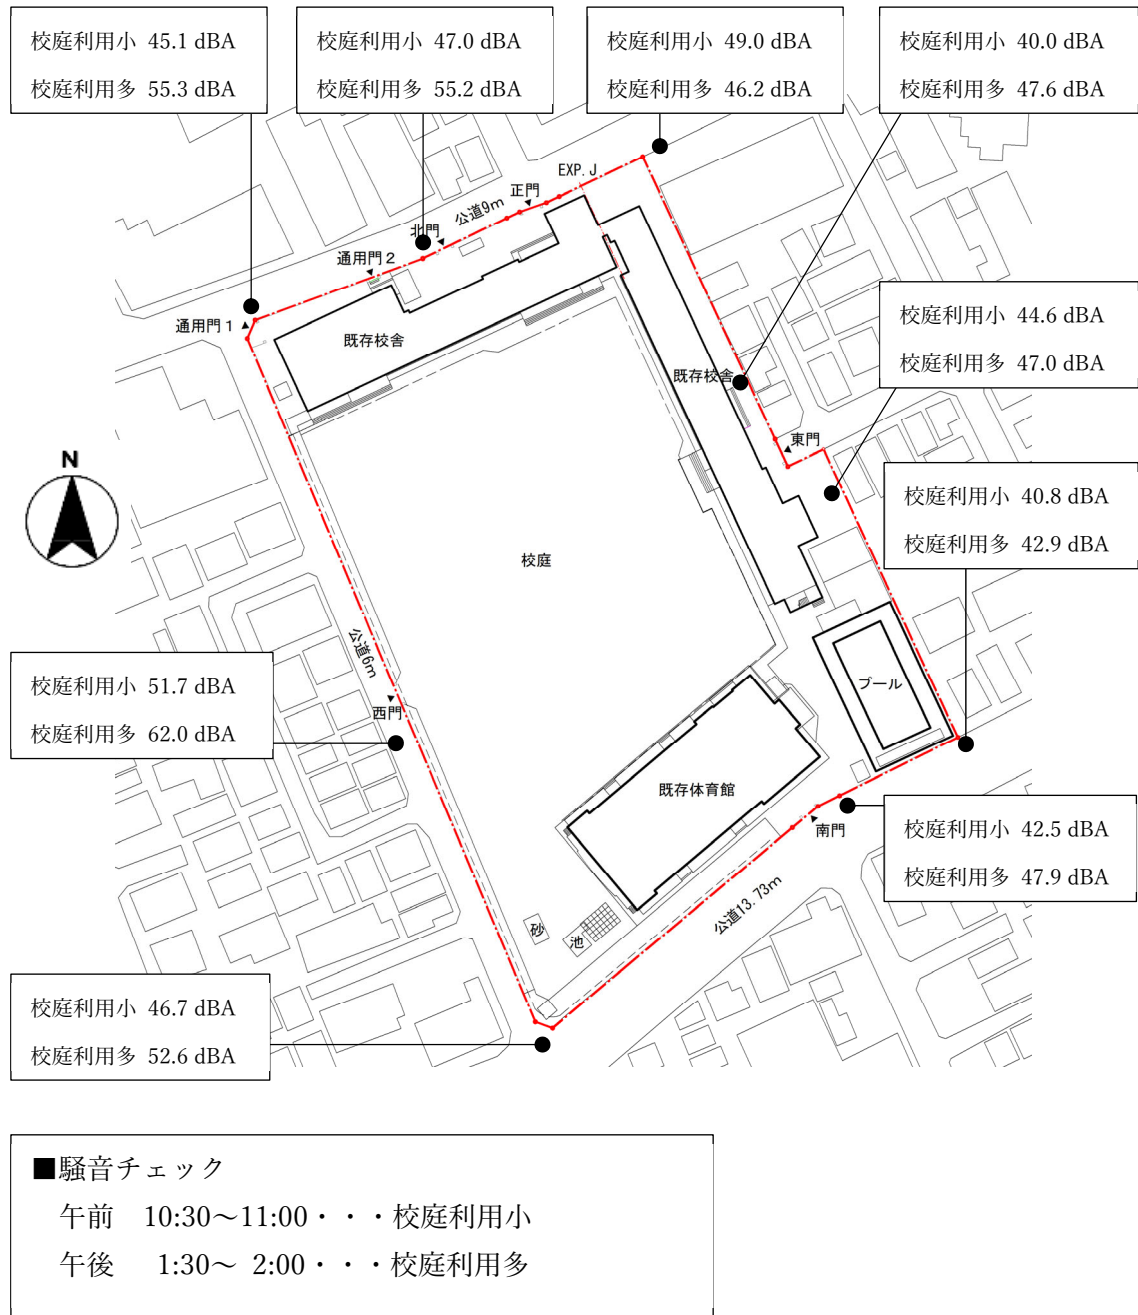 校庭利用小 45.1 dBA
校庭利用多 55.3 dBA
校庭利用小 47.0 dBA
校庭利用多 55.2 dBA
校庭利用小 49.0 dBA
校庭利用多 46.2 dBA
校庭利用小 40.0 dBA
校庭利用多 47.6 dBA
EXP.J
正門
公道9m
北門
通用門2
通用門1
既存校舎
既存校舎
校庭利用小 44.6 dBA
校庭利用多 47.0 dBA
東門
N
校庭利用小 40.8 dBA
校庭利用多 42.9 dBA
校庭
公道6m
校庭利用小 51.7 dBA
校庭利用多 62.0 dBA
西門
プール
既存体育館
南門
校庭利用小 42.5 dBA
校庭利用多 47.9 dBA
公道13.73m
砂
池
校庭利用小 46.7 dBA
校庭利用多 52.6 dBA
■騒音チェック
午前 10:30～11:00・・・校庭利用小
午後 1:30～ 2:00・・・校庭利用多